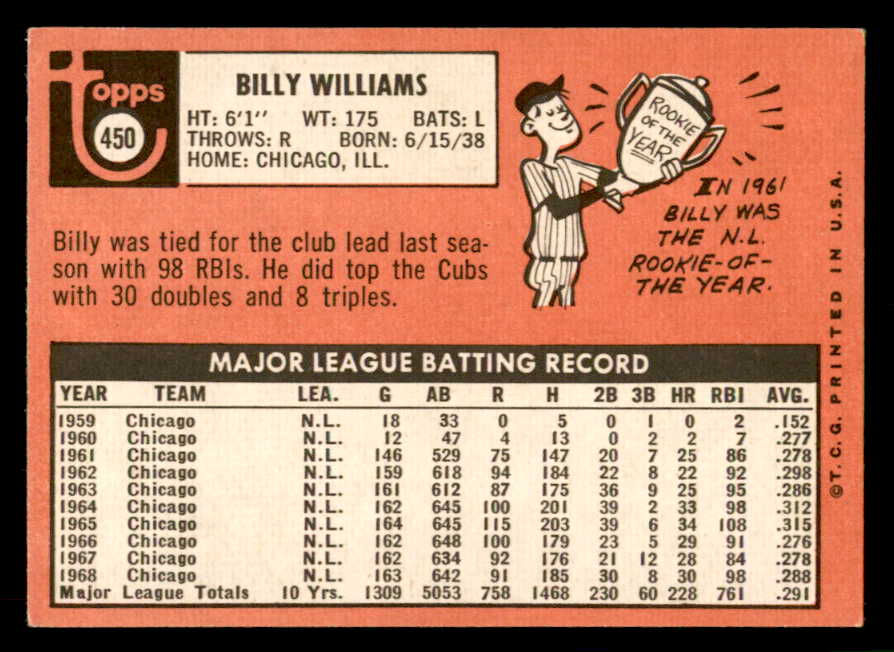 topps
450
BILLY WILLIAMS
HT: 6'1" WT: 175 BATS: L
THROWS: R BORN: 6/15/38
HOME: CHICAGO, ILL.
ROOKIE
OF THE
YEAR
IN 1961
BILLY WAS
THE N.L.
ROOKIE-OF-
THE YEAR.
Billy was tied for the club lead last sea-
son with 98 RBIs. He did top the Cubs
with 30 doubles and 8 triples.
MAJOR LEAGUE BATTING RECORD
YEAR TEAM LEA. G AB R H 2B 3B HR RBI AVG.
1959 Chicago N.L. 18 33 0 5 0 1 0 2 .152
1960 Chicago N.L. 12 47 4 13 0 2 2 7 .277
1961 Chicago N.L. 146 529 75 147 20 7 25 86 .278
1962 Chicago N.L. 159 618 94 184 22 8 22 92 .298
1963 Chicago N.L. 161 612 87 175 36 9 25 95 .286
1964 Chicago N.L. 162 645 100 201 39 2 33 98 .312
1965 Chicago N.L. 164 645 115 203 39 6 34 108 .315
1966 Chicago N.L. 162 648 100 179 23 5 29 91 .276
1967 Chicago N.L. 162 634 92 176 21 12 28 84 .278
1968 Chicago N.L. 163 642 91 185 30 8 30 98 .288
Major League Totals 10 Yrs. 1309 5053 758 1468 230 60 228 761 .291
©T.C.G. PRINTED IN U.S.A.